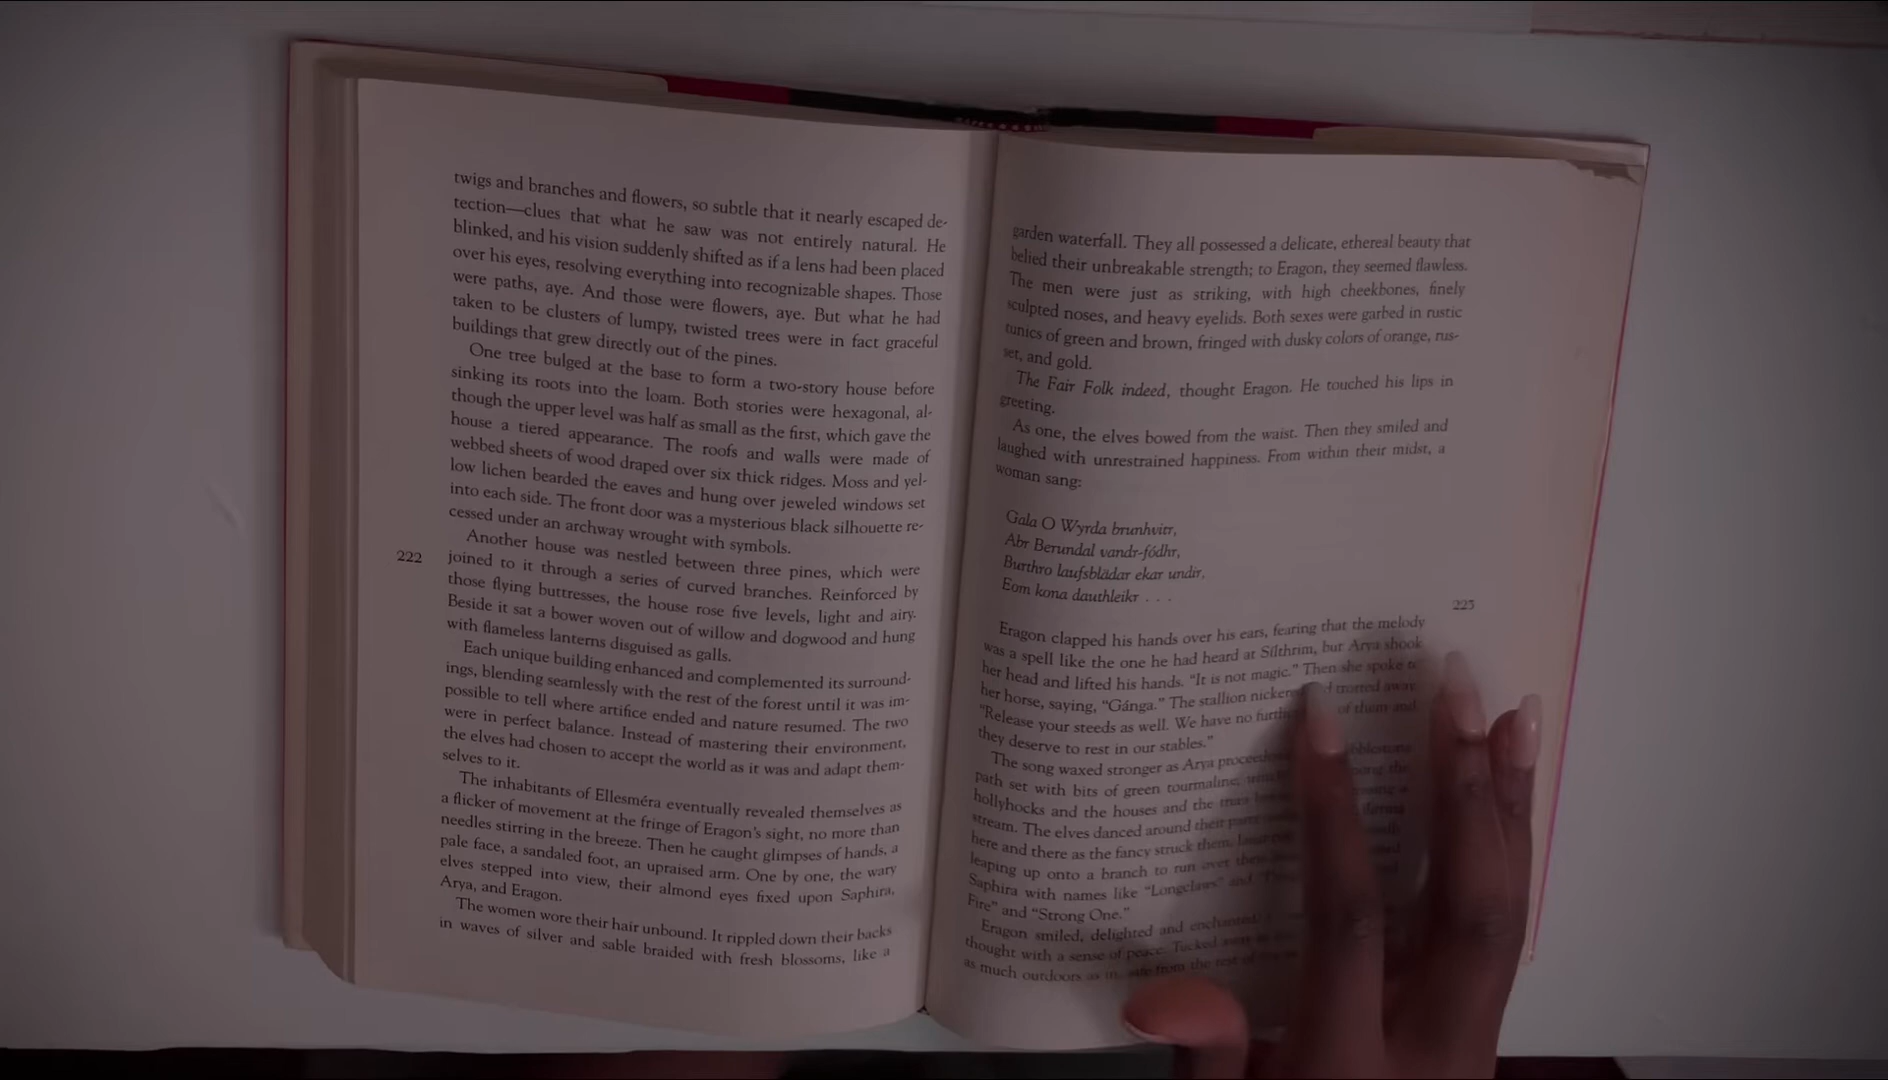 twigs and branches and flowers, so subtle that it nearly escaped de-
tection—clues that what he saw was not entirely natural. He
blinked, and his vision suddenly shifted as if a lens had been placed
over his eyes, resolving everything into recognizable shapes. Those
were paths, aye. And those were flowers, aye. But what he had
taken to be clusters of lumpy, twisted trees were in fact graceful
buildings that grew directly out of the pines.
One tree bulged at the base to form a two-story house before
sinking its roots into the loam. Both stories were hexagonal, al-
though the upper level was half as small as the first, which gave the
house a tiered appearance. The roofs and walls were made of
webbed sheets of wood draped over six thick ridges. Moss and yel-
low lichen bearded the eaves and hung over jeweled windows set
into each side. The front door was a mysterious black silhouette re-
cessed under an archway wrought with symbols.
Another house was nestled between three pines, which were
222
joined to it through a series of curved branches. Reinforced by
those flying buttresses, the house rose five levels, light and airy.
Beside it sat a bower woven out of willow and dogwood and hung
with flameless lanterns disguised as galls.
Each unique building enhanced and complemented its surround-
ings, blending seamlessly with the rest of the forest until it was im-
possible to tell where artifice ended and nature resumed. The two
were in perfect balance. Instead of mastering their environment,
the elves had chosen to accept the world as it was and adapt them-
selves to it.
The inhabitants of Ellesméra eventually revealed themselves as
a flicker of movement at the fringe of Eragon's sight, no more than
needles stirring in the breeze. Then he caught glimpses of hands, a
pale face, a sandaled foot, an upraised arm. One by one, the wary
elves stepped into view, their almond eyes fixed upon Saphira,
Arya, and Eragon.
The women wore their hair unbound. It rippled down their backs
in waves of silver and sable braided with fresh blossoms, like a
garden waterfall. They all possessed a delicate, ethereal beauty that
belied their unbreakable strength; to Eragon, they seemed flawless.
The men were just as striking, with high cheekbones, finely
sculpted noses, and heavy eyelids. Both sexes were garbed in rustic
tunics of green and brown, fringed with dusky colors of orange, rus-
set, and gold.
The Fair Folk indeed, thought Eragon. He touched his lips in
greeting.
As one, the elves bowed from the waist. Then they smiled and
laughed with unrestrained happiness. From within their midst, a
woman sang:
Gala O Wyrda brunhvitr,
Abr Berundal vandr-fódhr,
Burthro laufsblädar ekar undir,
Eom kona dauthleikr . . .
223
Eragon clapped his hands over his ears, fearing that the melody
was a spell like the one he had heard at Sílthrim, but Arya shook
her head and lifted his hands. "It is not magic." Then she spoke to
her horse, saying, "Gánga." The stallion nickered trotted away.
"Release your steeds as well. We have no of them and
they deserve to rest in our stables."
The song waxed stronger as Arya proceeded
path set with bits of green tourmaline,
hollyhocks and the houses and the
stream. The elves danced around their
here and there as the fancy struck them,
leaping up onto a branch to run over
Saphira with names like "Longclaws" and
Fire" and "Strong One."
Eragon smiled, delighted and enchanted.
thought with a sense of peace. Tucked away
as much outdoors as in, safe from the rest of